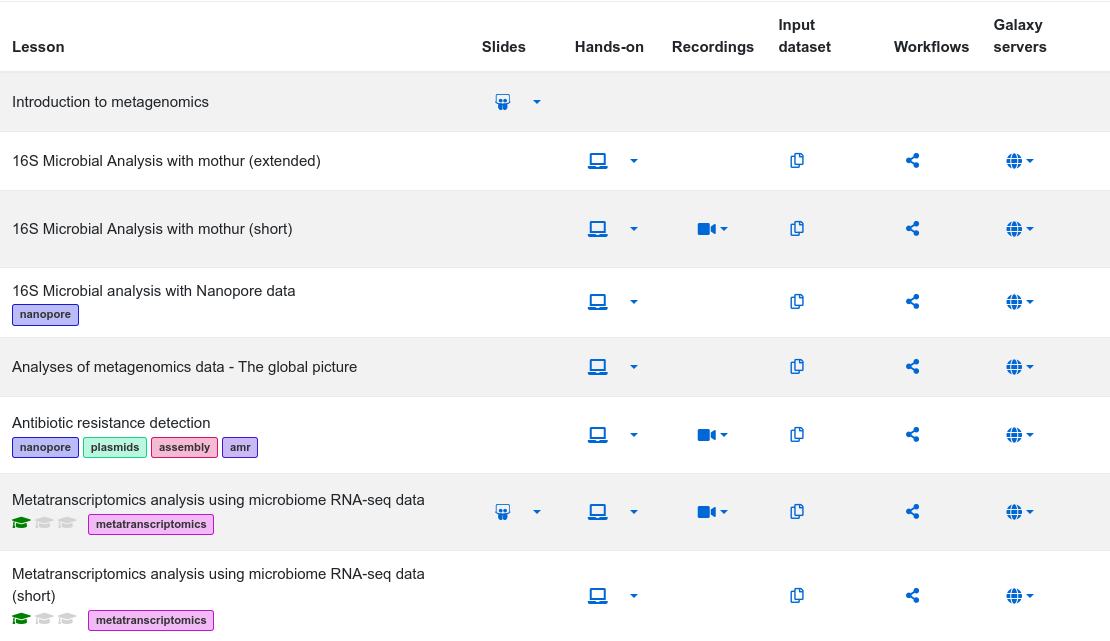 Lesson Slides Hands-on Recordings Input dataset Workflows Galaxy servers
Introduction to metagenomics
16S Microbial Analysis with mothur (extended)
16S Microbial Analysis with mothur (short)
16S Microbial analysis with Nanopore data
nanopore
Analyses of metagenomics data - The global picture
Antibiotic resistance detection
nanopore plasmids assembly amr
Metatranscriptomics analysis using microbiome RNA-seq data
metatranscriptomics
Metatranscriptomics analysis using microbiome RNA-seq data
(short)
metatranscriptomics